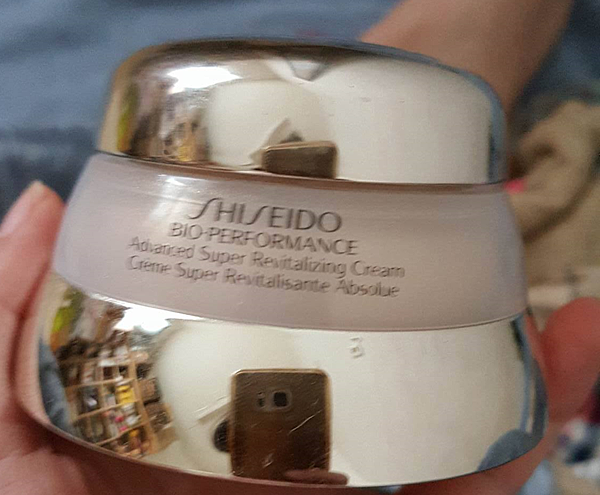 SHISEIDO
BIO-PERFORMANCE
Advanced Super Revitalizing Cream
Crème Super Revitalisante Absolue